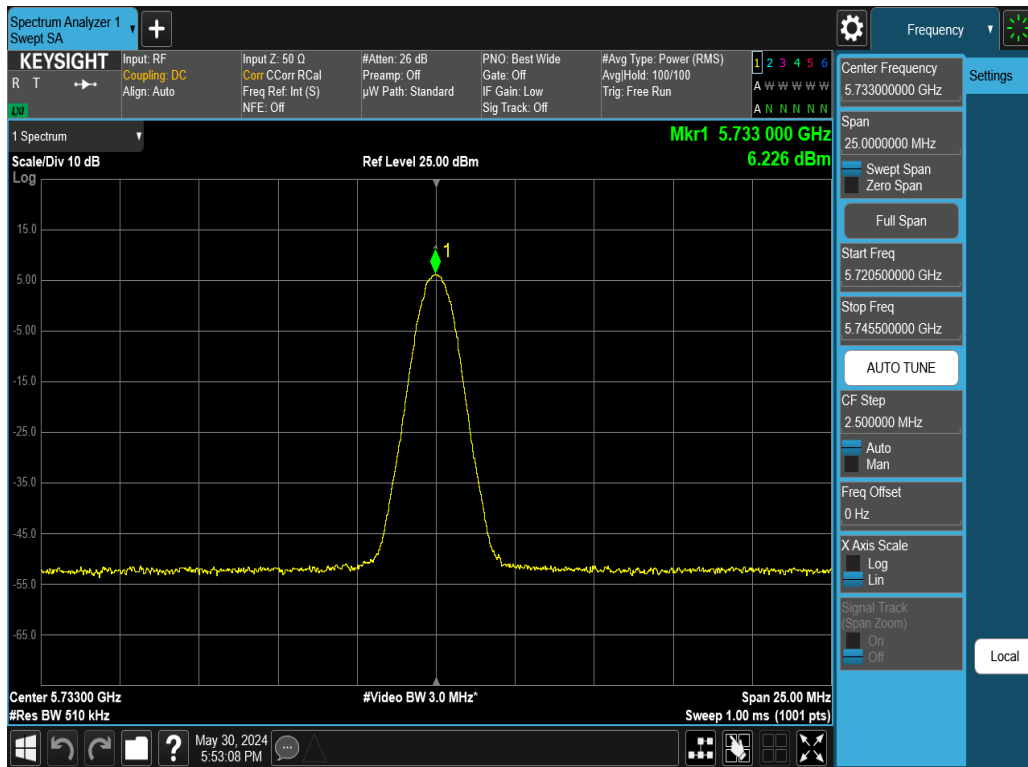 Spectrum Analyzer 1
Swept SA
+
Frequency
KEYSIGHT
R T
LXI
Input: RF
Coupling: DC
Align: Auto
Input Z: 50 Ω
Corr CCorr RCal
Freq Ref: Int (S)
NFE: Off
#Atten: 26 dB
Preamp: Off
µW Path: Standard
PNO: Best Wide
Gate: Off
IF Gain: Low
Sig Track: Off
#Avg Type: Power (RMS)
Avg|Hold: 100/100
Trig: Free Run
1 2 3 4 5 6
A W W W W W
A N N N N N
1 Spectrum
Mkr1 5.733 000 GHz
6.226 dBm
Scale/Div 10 dB
Ref Level 25.00 dBm
Log
15.0
5.00
-5.00
-15.0
-25.0
-35.0
-45.0
-55.0
-65.0
1
Center 5.73300 GHz
#Video BW 3.0 MHz*
Span 25.00 MHz
#Res BW 510 kHz
Sweep 1.00 ms (1001 pts)
Center Frequency
5.733000000 GHz
Span
25.0000000 MHz
Swept Span
Zero Span
Full Span
Start Freq
5.720500000 GHz
Stop Freq
5.745500000 GHz
AUTO TUNE
CF Step
2.500000 MHz
Auto
Man
Freq Offset
0 Hz
X Axis Scale
Log
Lin
Signal Track
(Span Zoom)
On
Off
Settings
Local
?
May 30, 2024
5:53:08 PM